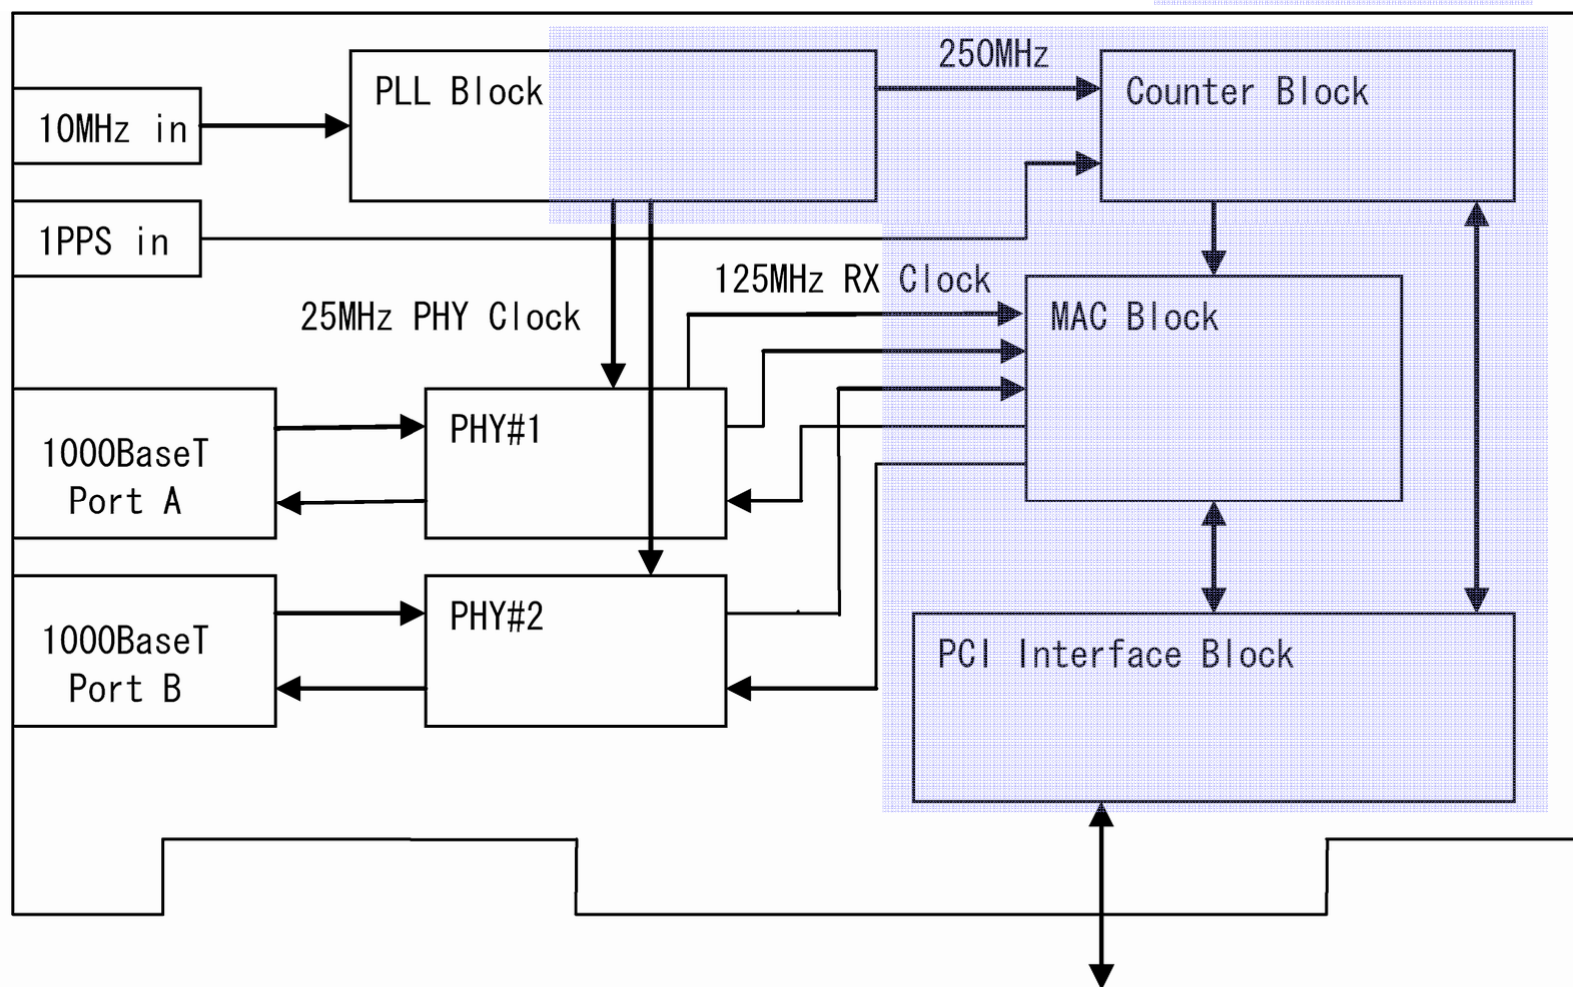 250MHz
PLL Block
Counter Block
10MHz in
1PPS in
125MHz RX Clock
25MHz PHY Clock
MAC Block
PHY#1
1000BaseT
Port A
PHY#2
1000BaseT
Port B
PCI Interface Block